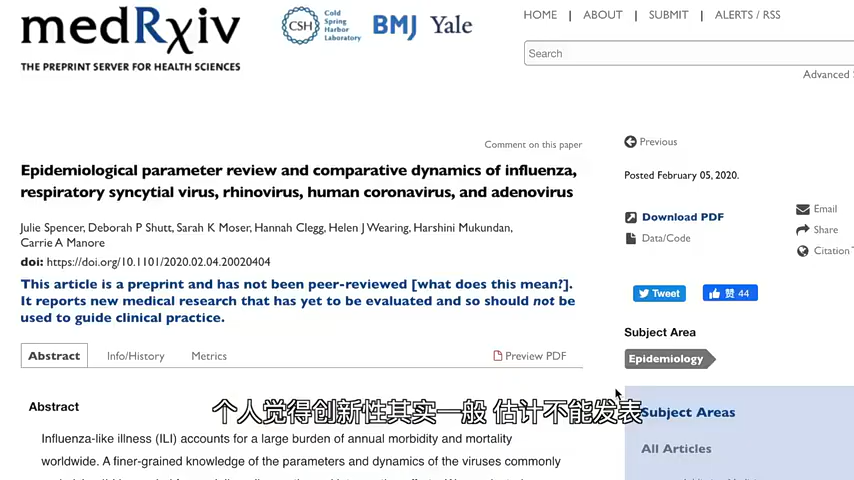 medRxiv
THE PREPRINT SERVER FOR HEALTH SCIENCES
CSH
Cold
Spring
Harbor
Laboratory
BMJ
Yale
HOME | ABOUT | SUBMIT | ALERTS / RSS
Search
Advanced
Comment on this paper
Previous
Epidemiological parameter review and comparative dynamics of influenza,
respiratory syncytial virus, rhinovirus, human coronavirus, and adenovirus
Posted February 05, 2020.
Julie Spencer, Deborah P Shutt, Sarah K Moser, Hannah Clegg, Helen J Wearing, Harshini Mukundan,
Carrie A Manore
doi: https://doi.org/10.1101/2020.02.04.20020404
Download PDF
Data/Code
Email
Share
Citation
This article is a preprint and has not been peer-reviewed [what does this mean?].
It reports new medical research that has yet to be evaluated and so should not be
used to guide clinical practice.
Tweet
赞 44
Subject Area
Epidemiology
Abstract
Info/History
Metrics
Preview PDF
Abstract
个人觉得创新性其实一般 估计不能发表
Subject Areas
All Articles
Influenza-like illness (ILI) accounts for a large burden of annual morbidity and mortality
worldwide. A finer-grained knowledge of the parameters and dynamics of the viruses commonly